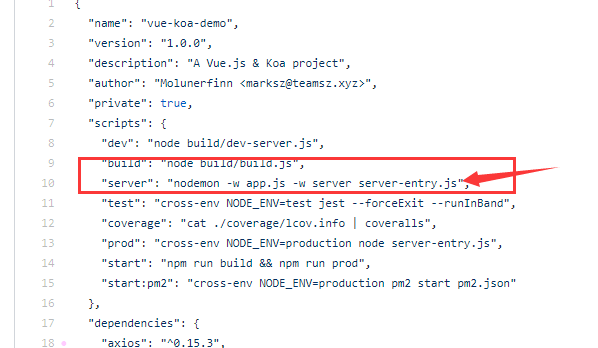 1 {
2 "name": "vue-koa-demo",
3 "version": "1.0.0",
4 "description": "A Vue.js & Koa project",
5 "author": "Molunerfinn <marksz@teamsz.xyz>",
6 "private": true,
7 "scripts": {
8 "dev": "node build/dev-server.js",
9 "build": "node build/build.js",
10 "server": "nodemon -w app.js -w server server-entry.js",
11 "test": "cross-env NODE_ENV=test jest --forceExit --runInBand",
12 "coverage": "cat ./coverage/lcov.info | coveralls",
13 "prod": "cross-env NODE_ENV=production node server-entry.js",
14 "start": "npm run build && npm run prod",
15 "start:pm2": "cross-env NODE_ENV=production pm2 start pm2.json"
16 },
17 "dependencies": {
18 "axios": "^0.15.3",